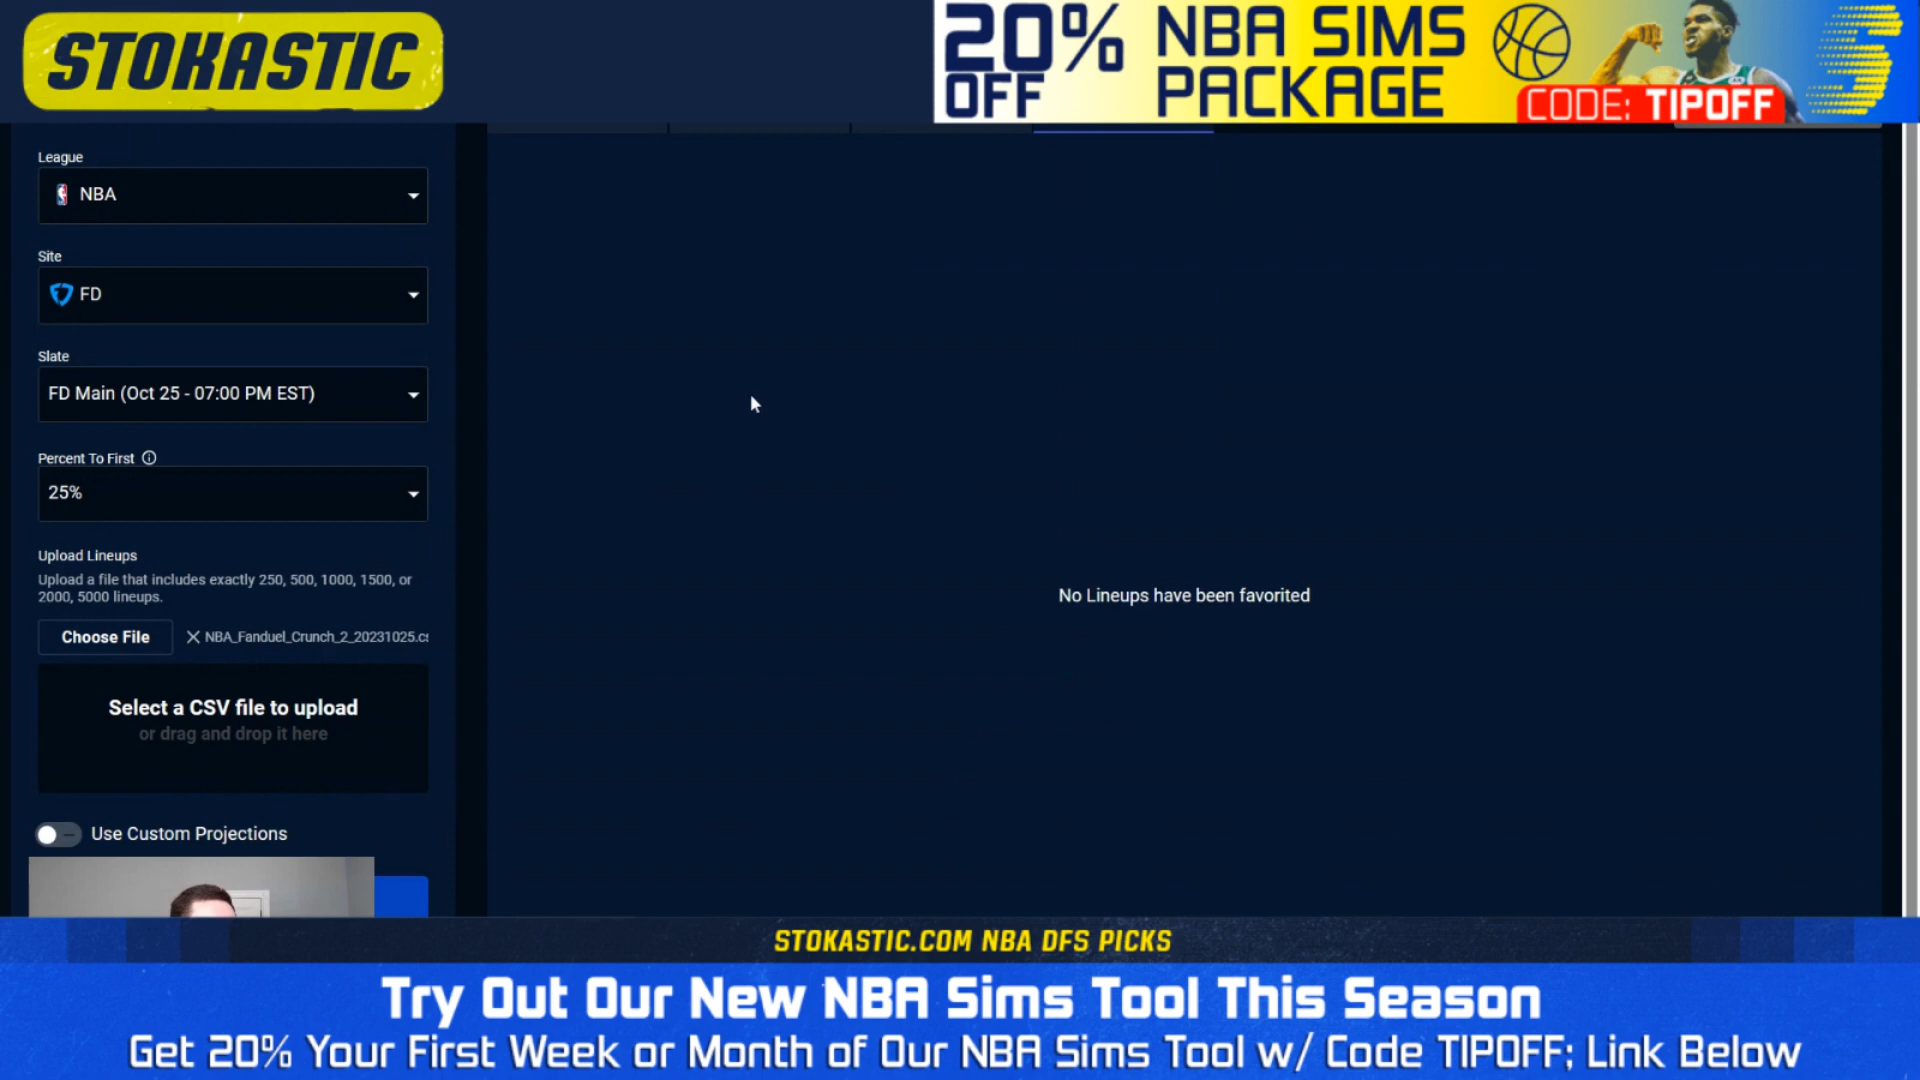 STOKASTIC
20% OFF
NBA SIMS
PACKAGE
CODE: TIPOFF
League
NBA
Site
FD
Slate
FD Main (Oct 25 - 07:00 PM EST)
Percent To First
25%
Upload Lineups
Upload a file that includes exactly 250, 500, 1000, 1500, or
2000, 5000 lineups.
Choose File
NBA_Fanduel_Crunch_2_20231025.cs
Select a CSV file to upload
or drag and drop it here
Use Custom Projections
No Lineups have been favorited
STOKASTIC.COM NBA DFS PICKS
Try Out Our New NBA Sims Tool This Season
Get 20% Your First Week or Month of Our NBA Sims Tool w/ Code TIPOFF; Link Below